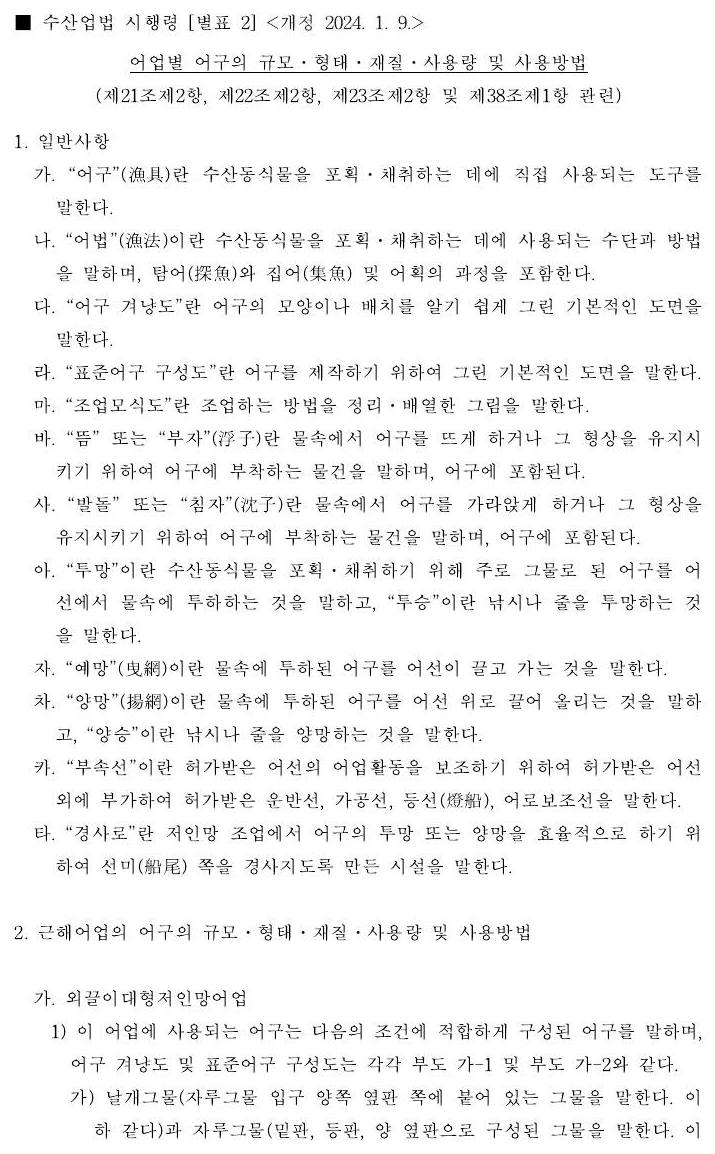 ■ 수산업법 시행령 [별표 2] <개정 2024. 1. 9.>
어업별 어구의 규모・형태・재질・사용량 및 사용방법
(제21조제2항, 제22조제2항, 제23조제2항 및 제38조제1항 관련)
1. 일반사항
가. “어구”(漁具)란 수산동식물을 포획・채취하는 데에 직접 사용되는 도구를
말한다.
나. “어법”(漁法)이란 수산동식물을 포획・채취하는 데에 사용되는 수단과 방법
을 말하며, 탐어(探魚)와 집어(集魚) 및 어획의 과정을 포함한다.
다. “어구 겨냥도”란 어구의 모양이나 배치를 알기 쉽게 그린 기본적인 도면을
말한다.
라. “표준어구 구성도”란 어구를 제작하기 위하여 그린 기본적인 도면을 말한다.
마. “조업모식도”란 조업하는 방법을 정리・배열한 그림을 말한다.
바. “뜸” 또는 “부자”(浮子)란 물속에서 어구를 뜨게 하거나 그 형상을 유지시
키기 위하여 어구에 부착하는 물건을 말하며, 어구에 포함된다.
사. “발돌” 또는 “침자”(沈子)란 물속에서 어구를 가라앉게 하거나 그 형상을
유지시키기 위하여 어구에 부착하는 물건을 말하며, 어구에 포함된다.
아. “투망”이란 수산동식물을 포획・채취하기 위해 주로 그물로 된 어구를 어
선에서 물속에 투하하는 것을 말하고, “투승”이란 낚시나 줄을 투망하는 것
을 말한다.
자. “예망”(曳網)이란 물속에 투하된 어구를 어선이 끌고 가는 것을 말한다.
차. “양망”(揚網)이란 물속에 투하된 어구를 어선 위로 끌어 올리는 것을 말하
고, “양승”이란 낚시나 줄을 양망하는 것을 말한다.
카. “부속선”이란 허가받은 어선의 어업활동을 보조하기 위하여 허가받은 어선
외에 부가하여 허가받은 운반선, 가공선, 등선(燈船), 어로보조선을 말한다.
타. “경사로”란 저인망 조업에서 어구의 투망 또는 양망을 효율적으로 하기 위
하여 선미(船尾) 쪽을 경사지도록 만든 시설을 말한다.
2. 근해어업의 어구의 규모・형태・재질・사용량 및 사용방법
가. 외끌이대형저인망어업
1) 이 어업에 사용되는 어구는 다음의 조건에 적합하게 구성된 어구를 말하며,
어구 겨냥도 및 표준어구 구성도는 각각 부도 가-1 및 부도 가-2와 같다.
가) 날개그물(자루그물 입구 양쪽 옆판 쪽에 붙어 있는 그물을 말한다. 이
하 같다)과 자루그물(밑판, 등판, 양 옆판으로 구성된 그물을 말한다. 이